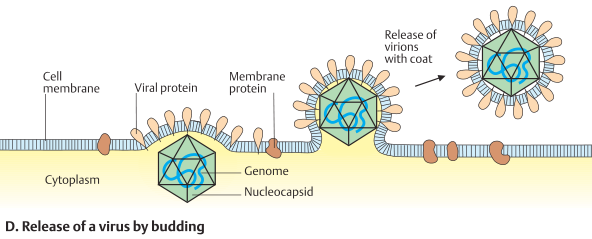 Release of
virions
with coat
Cell
membrane
Viral protein
Membrane
protein
Cytoplasm
Genome
Nucleocapsid
D. Release of a virus by budding